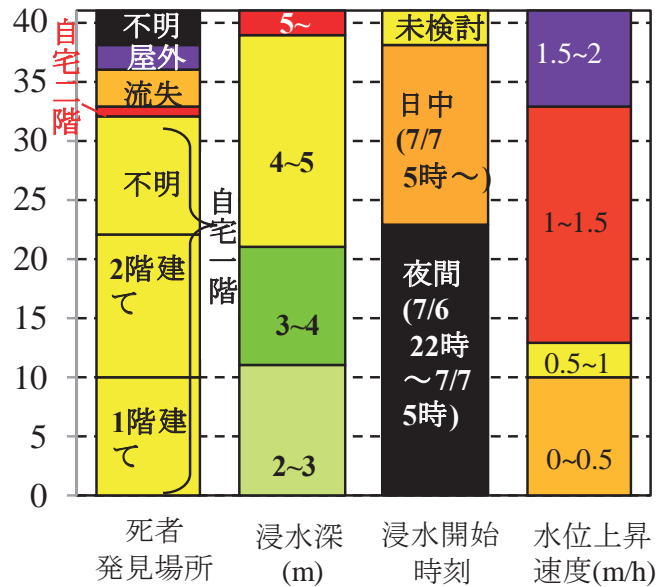 40
35
30
25
20
15
10
5
0
自宅二階
不明
屋外
流失
不明
2階建
て
1階建
て
自宅一階
5~
4~5
3~4
2~3
未検討
日中
(7/7
5時～)
夜間
(7/6
22時
～7/7
5時)
1.5~2
1~1.5
0.5~1
0~0.5
死者
発見場所
浸水深
(m)
浸水開始
時刻
水位上昇
速度(m/h)